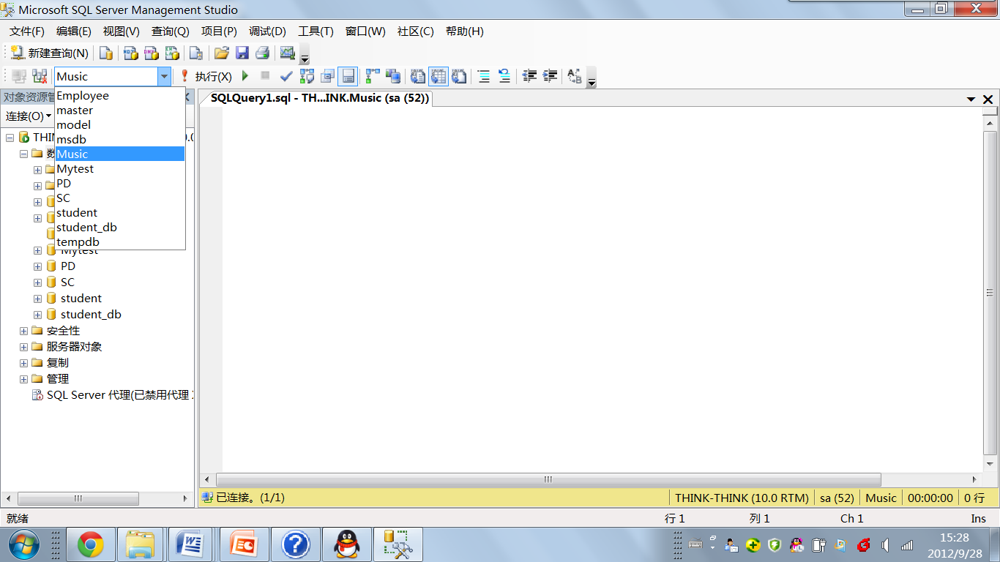 Microsoft SQL Server Management Studio
文件(F) 编辑(E) 视图(V) 查询(Q) 项目(P) 调试(D) 工具(T) 窗口(W) 社区(C) 帮助(H)
新建查询(N)
Music 执行(X)
对象资源管
SQLQuery1.sql - TH...INK.Music (sa (52))
连接(O)
Employee
master
model
msdb
Music
Mytest
PD
SC
student
student_db
tempdb
THIN
数
Mytest
PD
SC
student
student_db
安全性
服务器对象
复制
管理
SQL Server 代理(已禁用代理
已连接。(1/1) THINK-THINK (10.0 RTM) sa (52) Music 00:00:00 0 行
就绪 行 1 列 1 Ch 1 Ins
15:28
2012/9/28